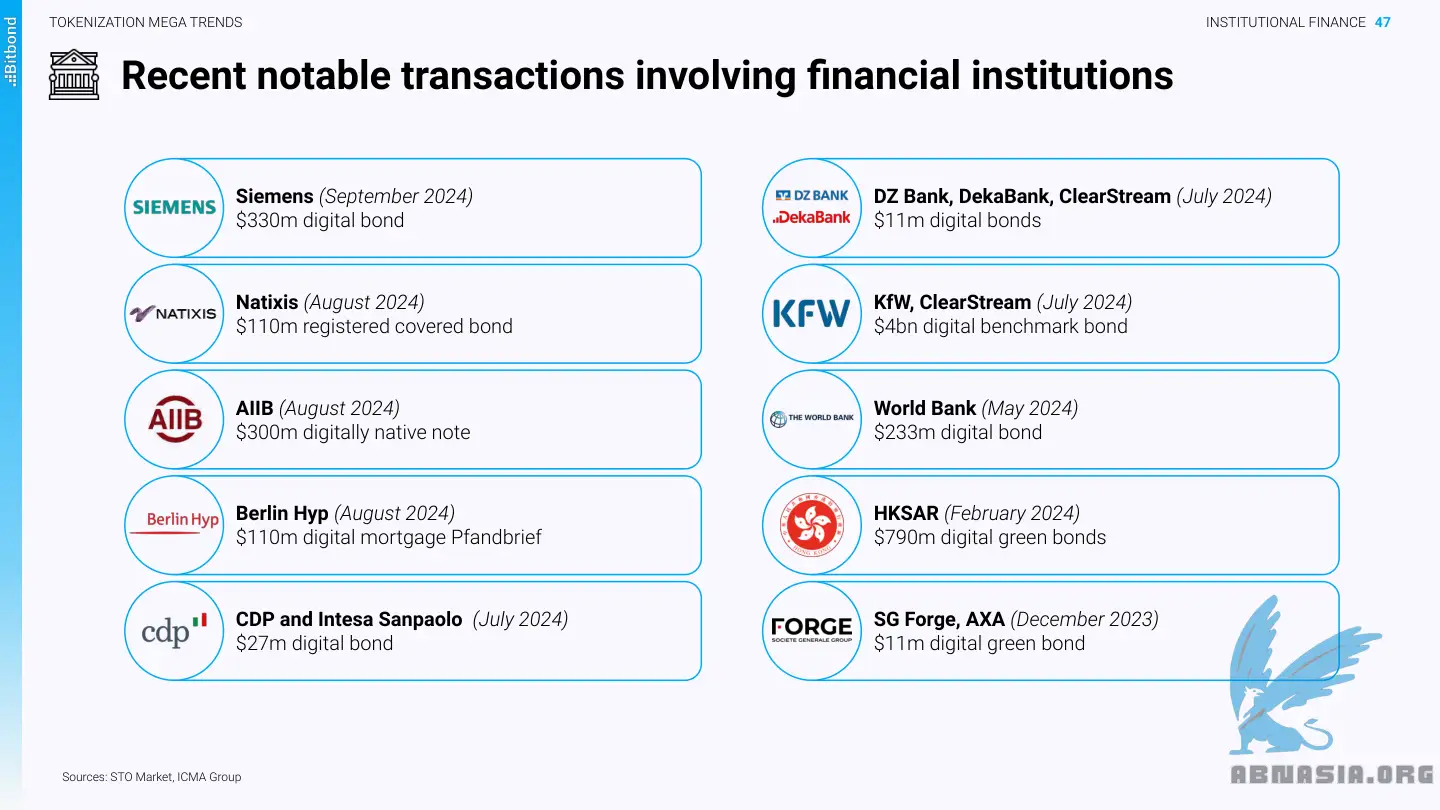 Bitbond
TOKENIZATION MEGA TRENDS
INSTITUTIONAL FINANCE 47
Recent notable transactions involving financial institutions
SIEMENS
Siemens (September 2024)
$330m digital bond
NATIXIS
Natixis (August 2024)
$110m registered covered bond
AIIB
AIIB (August 2024)
$300m digitally native note
Berlin Hyp
Berlin Hyp (August 2024)
$110m digital mortgage Pfandbrief
cdp
CDP and Intesa Sanpaolo (July 2024)
$27m digital bond
DZ BANK
DekaBank
DZ Bank, DekaBank, ClearStream (July 2024)
$11m digital bonds
KFW
KfW, ClearStream (July 2024)
$4bn digital benchmark bond
THE WORLD BANK
World Bank (May 2024)
$233m digital bond
HONG KONG
HKSAR (February 2024)
$790m digital green bonds
FORGE
SOCIETE GENERALE GROUP
SG Forge, AXA (December 2023)
$11m digital green bond
Sources: STO Market, ICMA Group
ABNASIA.ORG